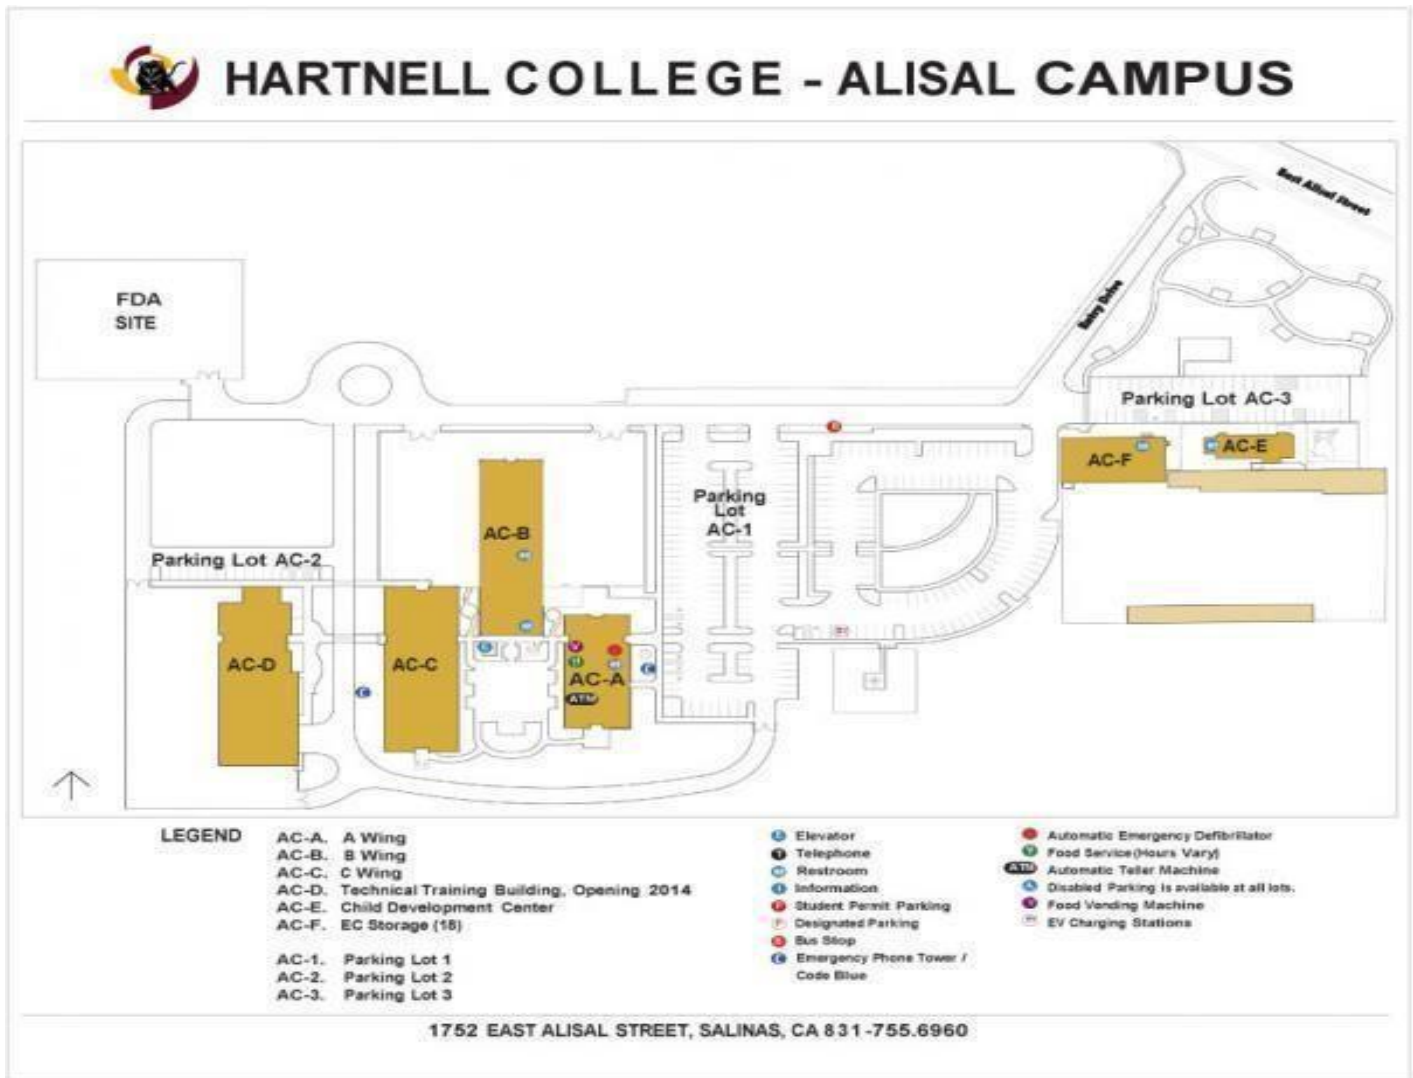 HARTNELL COLLEGE - ALISAL CAMPUS
East Alisal Street
FDA
SITE
Entry Drive
Parking Lot AC-3
AC-F
AC-E
Parking
Lot
AC-1
AC-B
Parking Lot AC-2
AC-D
AC-C
AC-A
ATM
LEGEND
AC-A. A Wing
AC-B. B Wing
AC-C. C Wing
AC-D. Technical Training Building, Opening 2014
AC-E. Child Development Center
AC-F. EC Storage (18)
AC-1. Parking Lot 1
AC-2. Parking Lot 2
AC-3. Parking Lot 3
Elevator
Telephone
Restroom
Information
Student Permit Parking
Designated Parking
Bus Stop
Emergency Phone Tower /
Code Blue
Automatic Emergency Defibrillator
Food Service (Hours Vary)
ATM Automatic Teller Machine
Disabled Parking is available at all lots.
Food Vending Machine
EV Charging Stations
1752 EAST ALISAL STREET, SALINAS, CA 831-755.6960